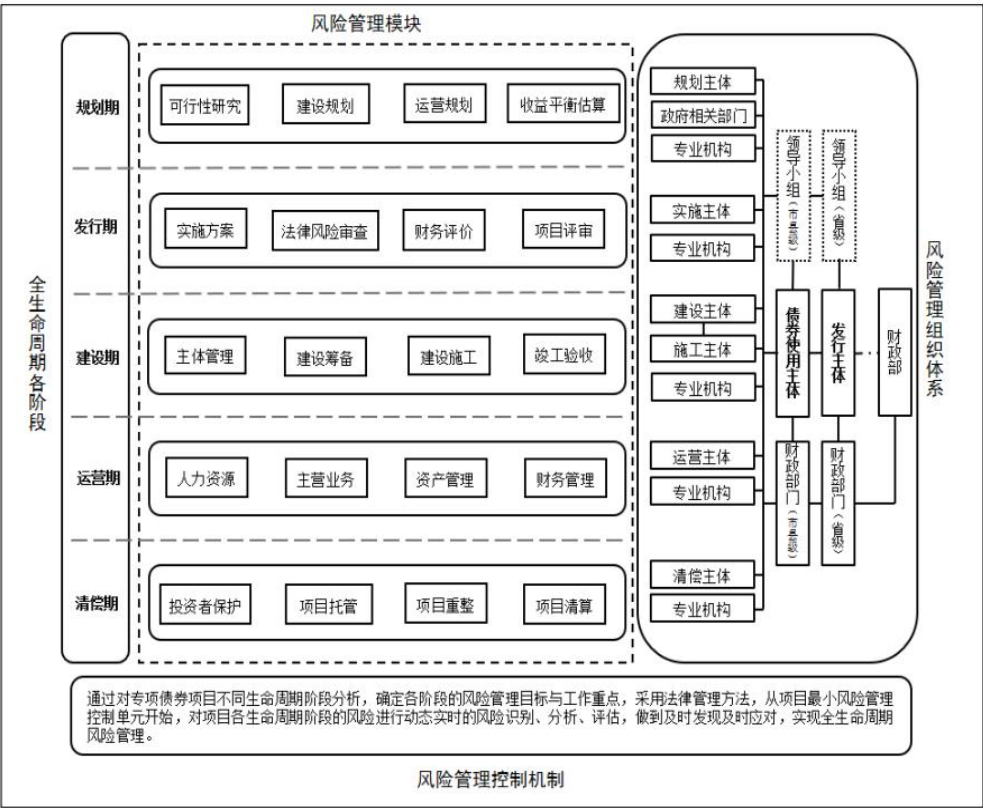 风险管理模块
全生命周期各阶段
规划期
可行性研究
建设规划
运营规划
收益平衡估算
发行期
实施方案
法律风险审查
财务评价
项目评审
建设期
主体管理
建设筹备
建设施工
竣工验收
运营期
人力资源
主营业务
资产管理
财务管理
清偿期
投资者保护
项目托管
项目重整
项目清算
规划主体
政府相关部门
专业机构
实施主体
专业机构
建设主体
施工主体
专业机构
运营主体
专业机构
清偿主体
专业机构
领导小组（市县级）
领导小组（省级）
债券使用主体
发行主体
财政部
财政部门（市县级）
财政部门（省级）
风险管理组织体系
通过对专项债券项目不同生命周期阶段分析，确定各阶段的风险管理目标与工作重点，采用法律管理方法，从项目最小风险管理
控制单元开始，对项目各生命周期阶段的风险进行动态实时的风险识别、分析、评估，做到及时发现及时应对，实现全生命周期
风险管理。
风险管理控制机制